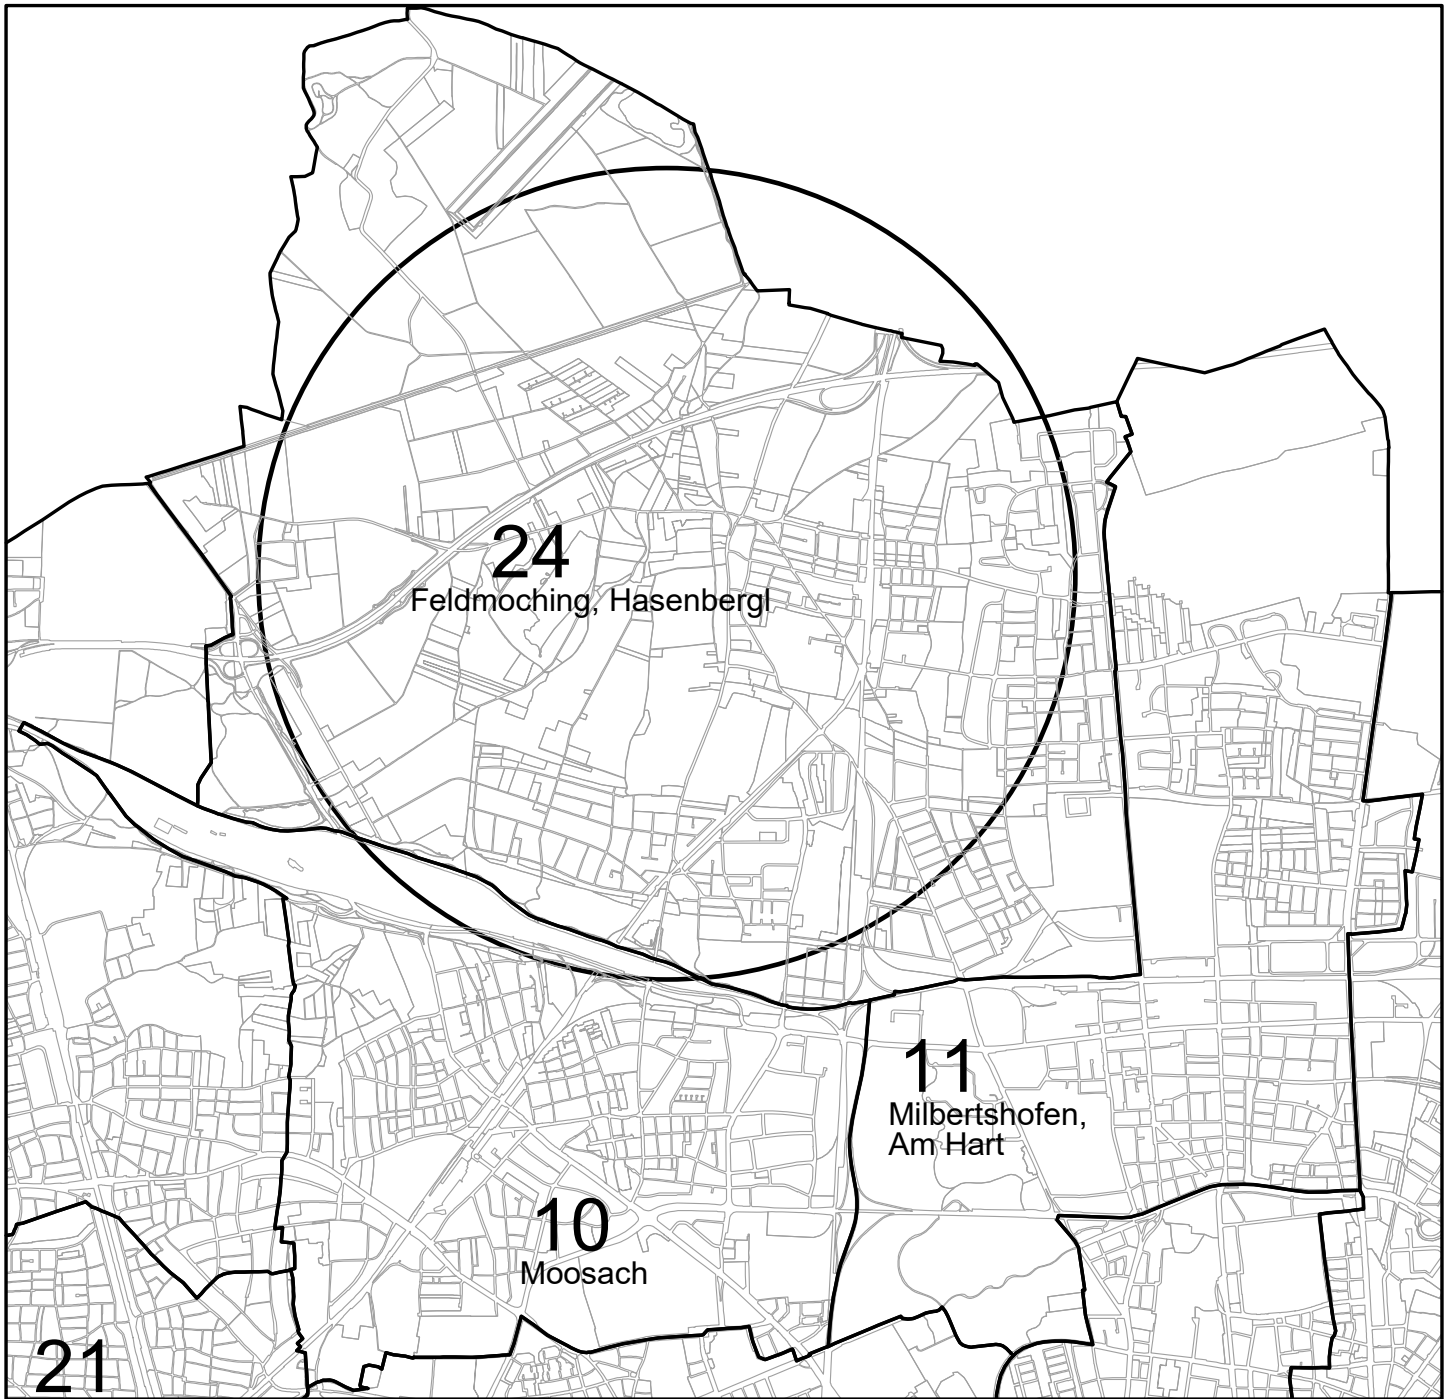 24
Feldmoching, Hasenbergl
11
Milbertshofen,
Am Hart
10
Moosach
21